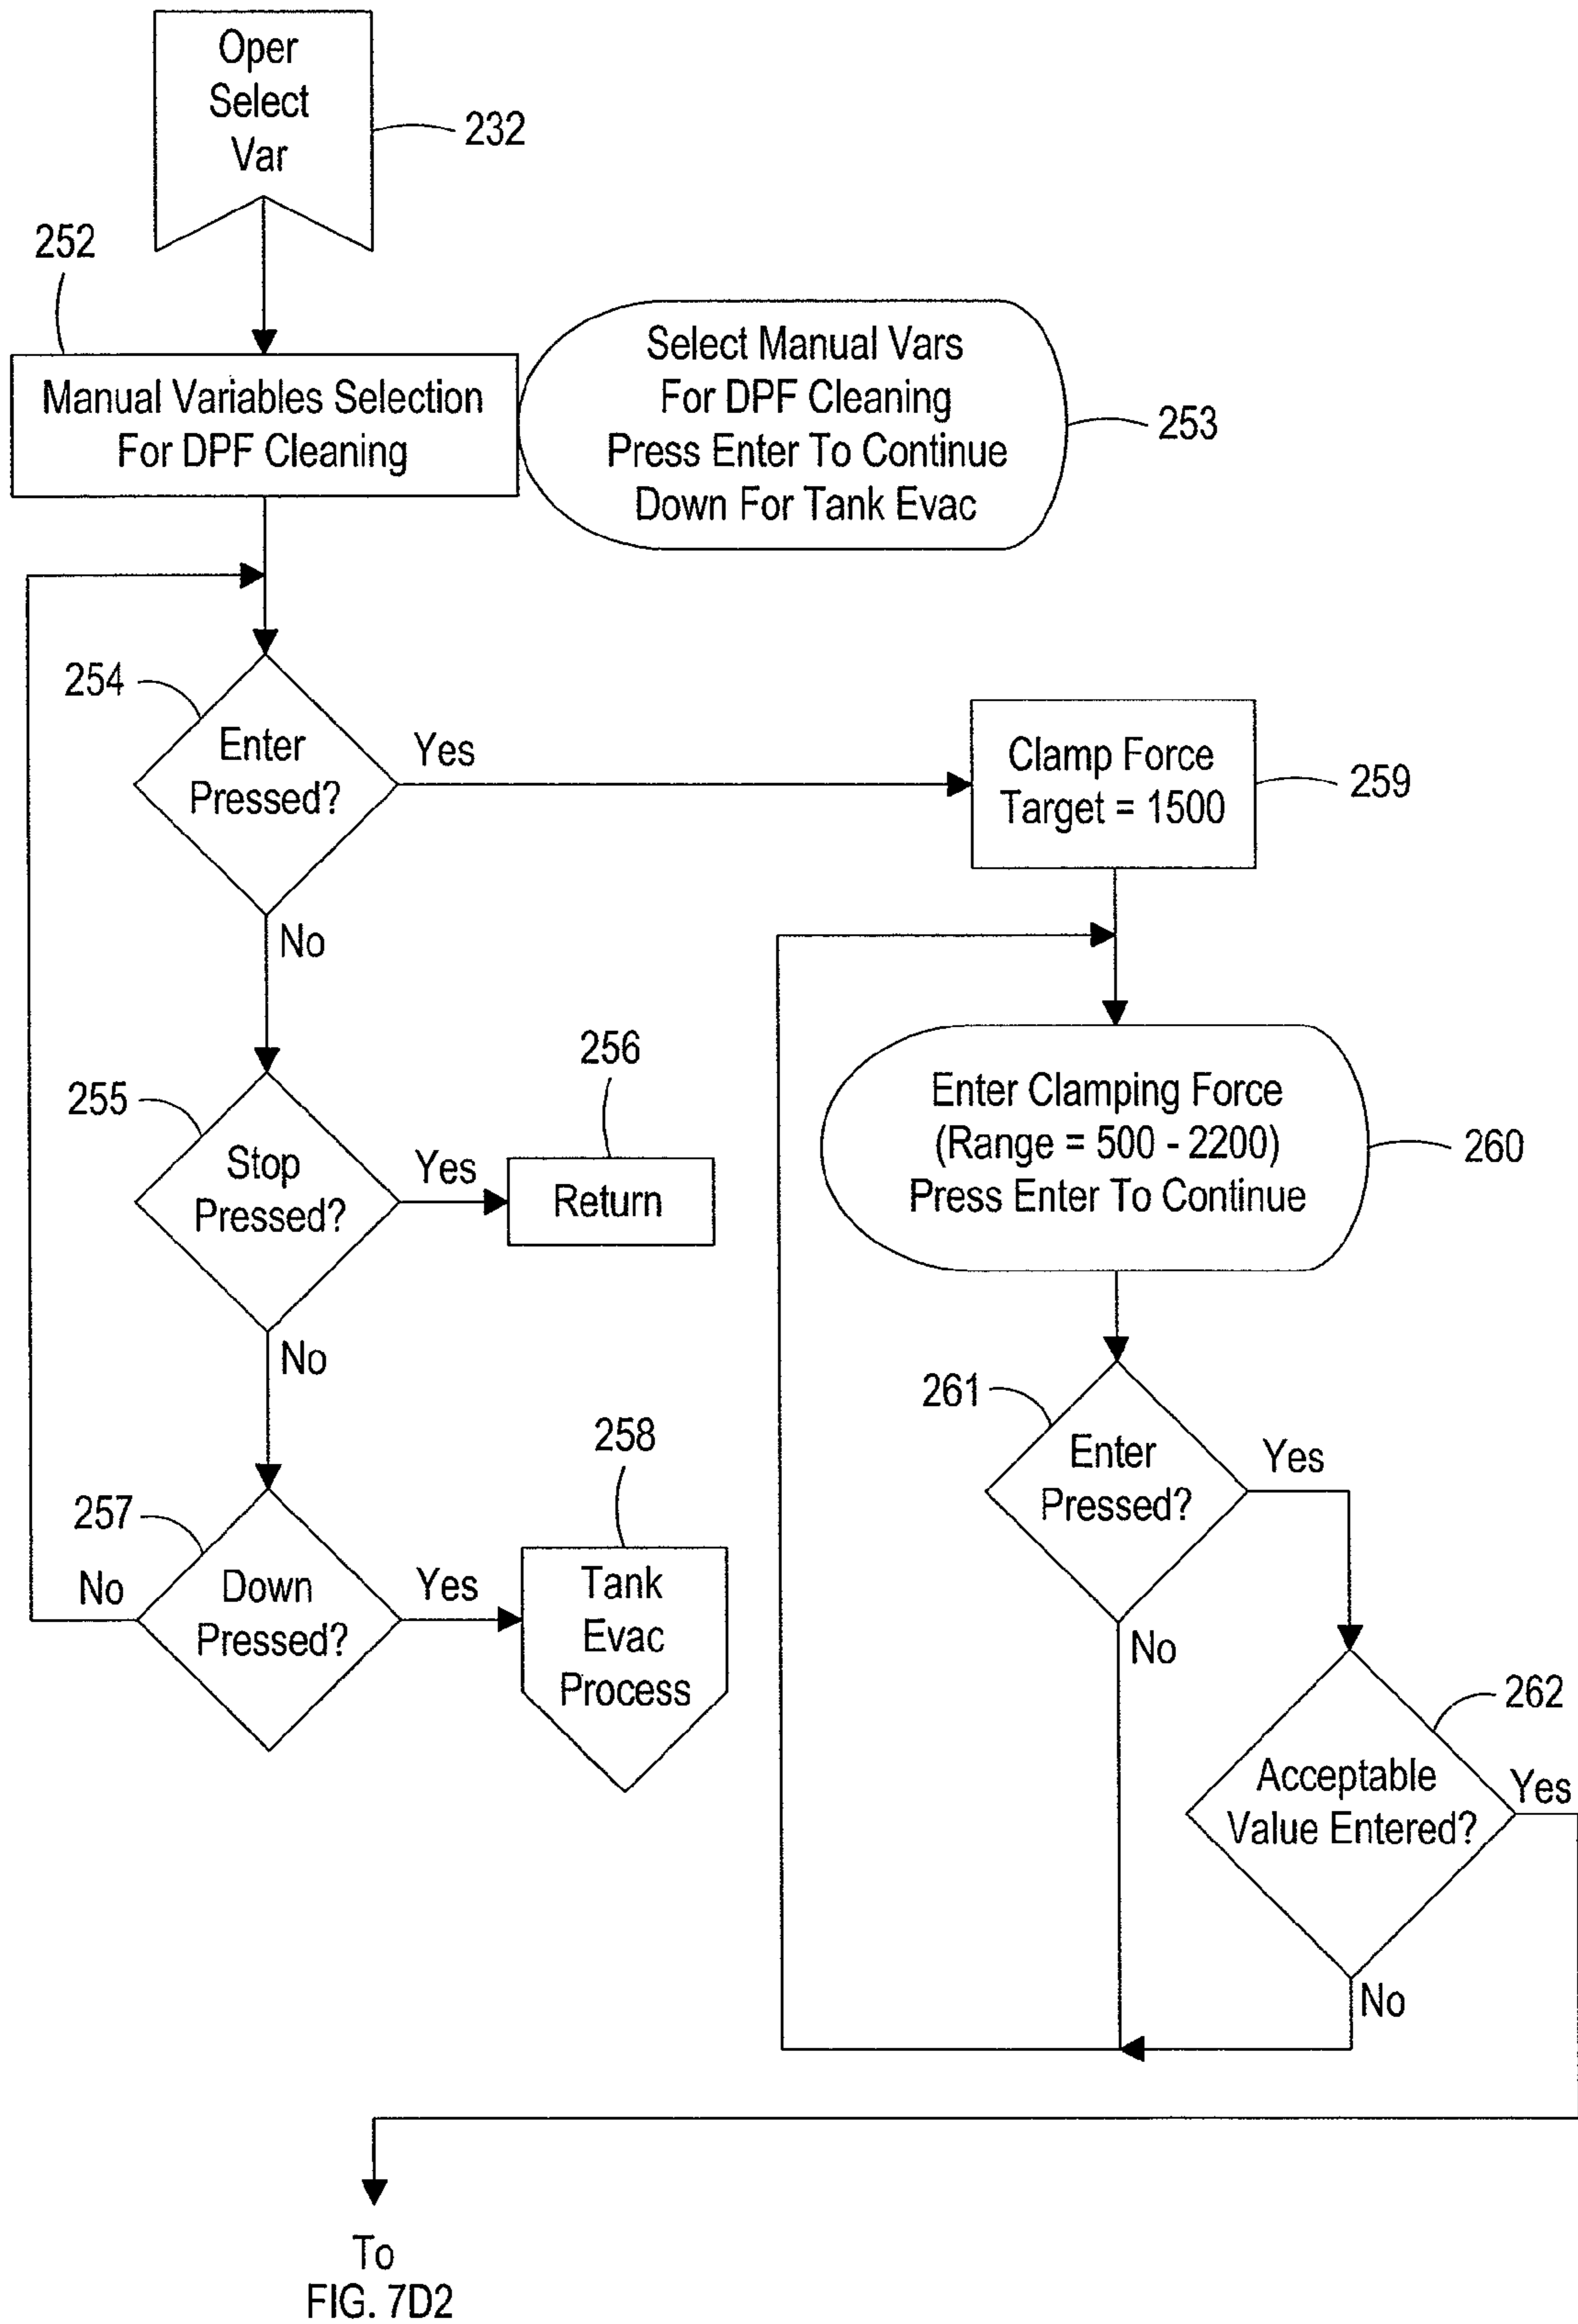 Oper
Select
Var
232
252
Manual Variables Selection
For DPF Cleaning
Select Manual Vars
For DPF Cleaning
Press Enter To Continue
Down For Tank Evac
253
254
Enter
Pressed?
Yes
No
Clamp Force
Target = 1500
259
255
Stop
Pressed?
Yes
No
256
Return
Enter Clamping Force
(Range = 500 - 2200)
Press Enter To Continue
260
257
Down
Pressed?
No
Yes
258
Tank
Evac
Process
261
Enter
Pressed?
Yes
No
262
Acceptable
Value Entered?
Yes
No
To
FIG. 7D2